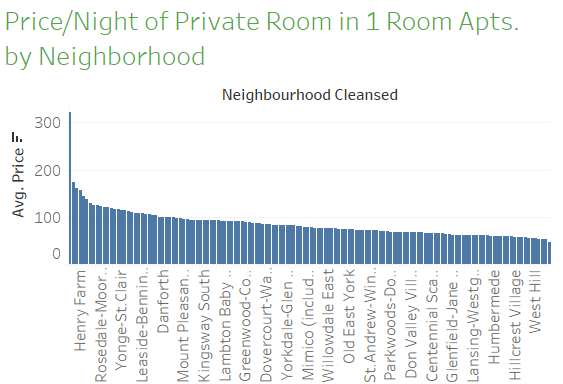 Price/Night of Private Room in 1 Room Apts.
by Neighborhood
Neighbourhood Cleansed
Avg. Price
300
200
100
0
Henry Farm
Rosedale-Moor..
Yonge-St.Clair
Leaside-Bennin..
Danforth
Mount Pleasan..
Kingsway South
Lambton Baby ..
Greenwood-Co..
Dovercourt-Wa..
Yorkdale-Glen ..
Mimico (includ..
Willowdale East
Old East York
St.Andrew-Win..
Parkwoods-Do..
Don Valley Vill..
Centennial Sca..
Glenfield-Jane ..
Lansing-Westg..
Humbermede
Hillcrest Village
West Hill